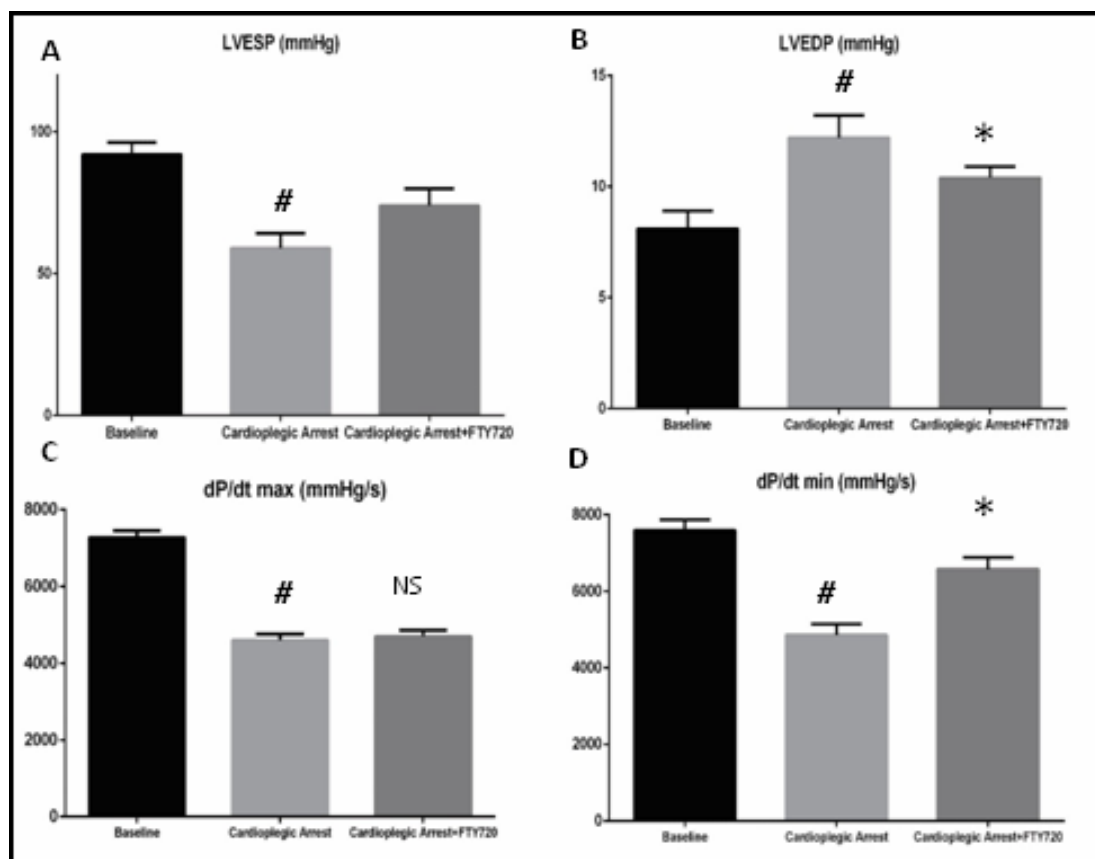 A
LVESP (mmHg)
100
50
0
#
Baseline
Cardioplegic Arrest
Cardioplegic Arrest+FTY720
B
LVEDP (mmHg)
15
10
5
0
#
*
Baseline
Cardioplegic Arrest
Cardioplegic Arrest+FTY720
C
dP/dt max (mmHg/s)
8000
6000
4000
2000
0
#
NS
Baseline
Cardioplegic Arrest
Cardioplegic Arrest+FTY720
D
dP/dt min (mmHg/s)
8000
6000
4000
2000
0
#
*
Baseline
Cardioplegic Arrest
Cardioplegic Arrest+FTY720